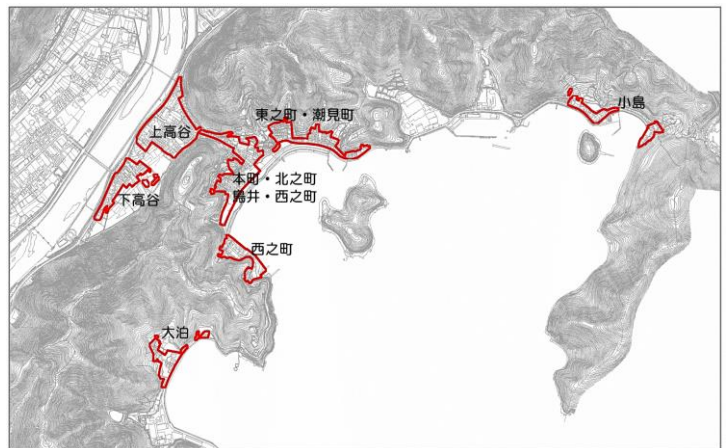 小島
東之町・潮見町
上高谷
本町・北之町
鳥井・西之町
下高谷
西之町
大泊